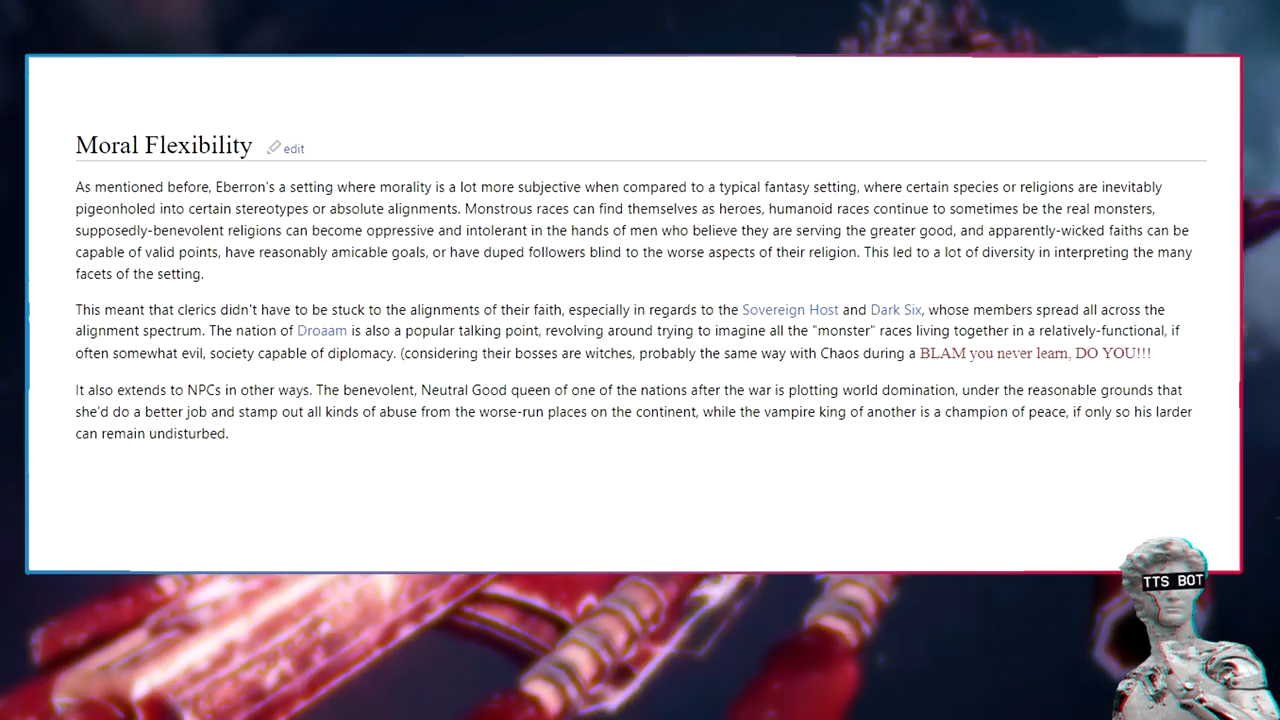 Moral Flexibility edit
As mentioned before, Eberron's a setting where morality is a lot more subjective when compared to a typical fantasy setting, where certain species or religions are inevitably
pigeonholed into certain stereotypes or absolute alignments. Monstrous races can find themselves as heroes, humanoid races continue to sometimes be the real monsters,
supposedly-benevolent religions can become oppressive and intolerant in the hands of men who believe they are serving the greater good, and apparently-wicked faiths can be
capable of valid points, have reasonably amicable goals, or have duped followers blind to the worse aspects of their religion. This led to a lot of diversity in interpreting the many
facets of the setting.
This meant that clerics didn't have to be stuck to the alignments of their faith, especially in regards to the Sovereign Host and Dark Six, whose members spread all across the
alignment spectrum. The nation of Droaam is also a popular talking point, revolving around trying to imagine all the "monster" races living together in a relatively-functional, if
often somewhat evil, society capable of diplomacy. (considering their bosses are witches, probably the same way with Chaos during a BLAM you never learn, DO YOU!!!
It also extends to NPCs in other ways. The benevolent, Neutral Good queen of one of the nations after the war is plotting world domination, under the reasonable grounds that
she'd do a better job and stamp out all kinds of abuse from the worse-run places on the continent, while the vampire king of another is a champion of peace, if only so his larder
can remain undisturbed.
TTS BOT